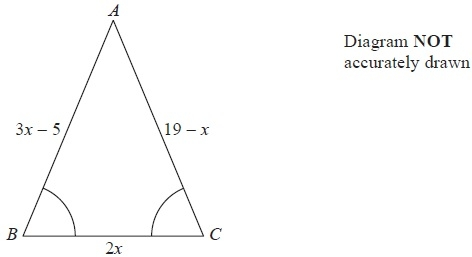 A
Diagram NOT
accurately drawn
3x – 5
19 – x
B
C
2x